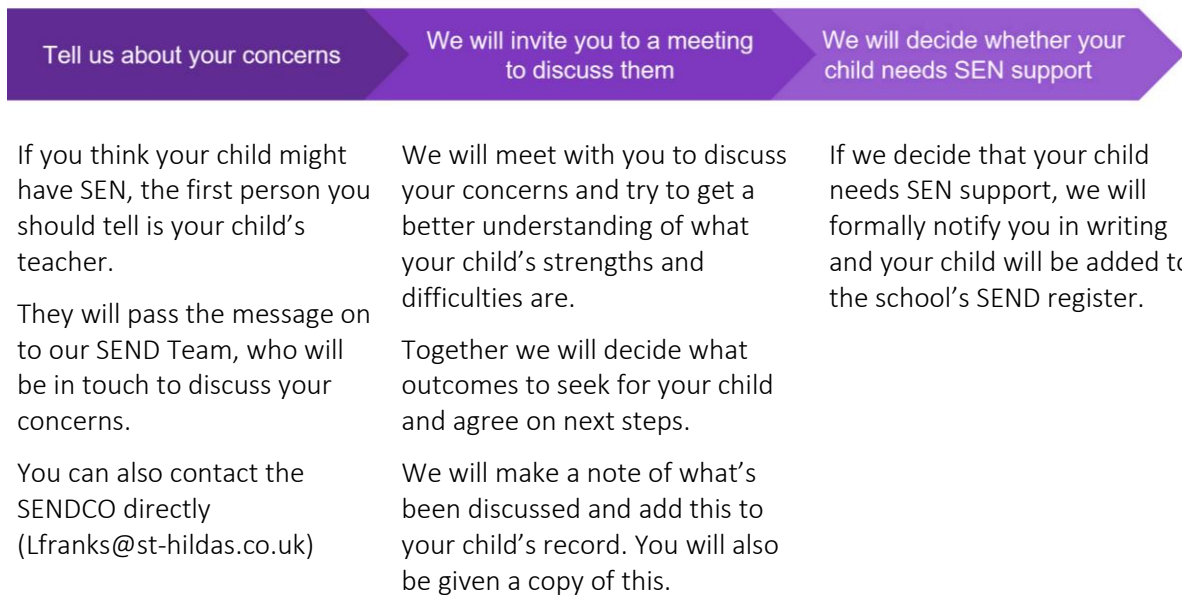 Tell us about your concerns
We will invite you to a meeting
to discuss them
We will decide whether your
child needs SEN support
If you think your child might
have SEN, the first person you
should tell is your child’s
teacher.
They will pass the message on
to our SEND Team, who will
be in touch to discuss your
concerns.
You can also contact the
SENDCO directly
(Lfranks@st-hildas.co.uk)
We will meet with you to discuss
your concerns and try to get a
better understanding of what
your child’s strengths and
difficulties are.
Together we will decide what
outcomes to seek for your child
and agree on next steps.
We will make a note of what’s
been discussed and add this to
your child’s record. You will also
be given a copy of this.
If we decide that your child
needs SEN support, we will
formally notify you in writing
and your child will be added to
the school’s SEND register.